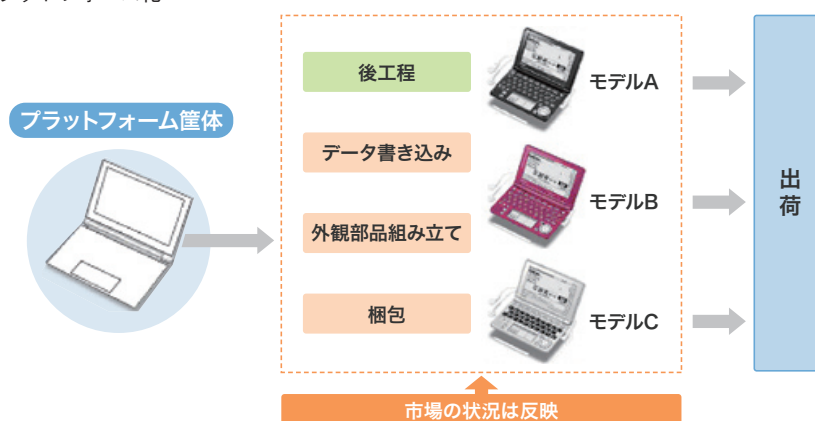 プラットフォーム筐体
後工程
データ書き込み
外観部品組み立て
梱包
モデルA
モデルB
モデルC
出荷
市場の状況は反映